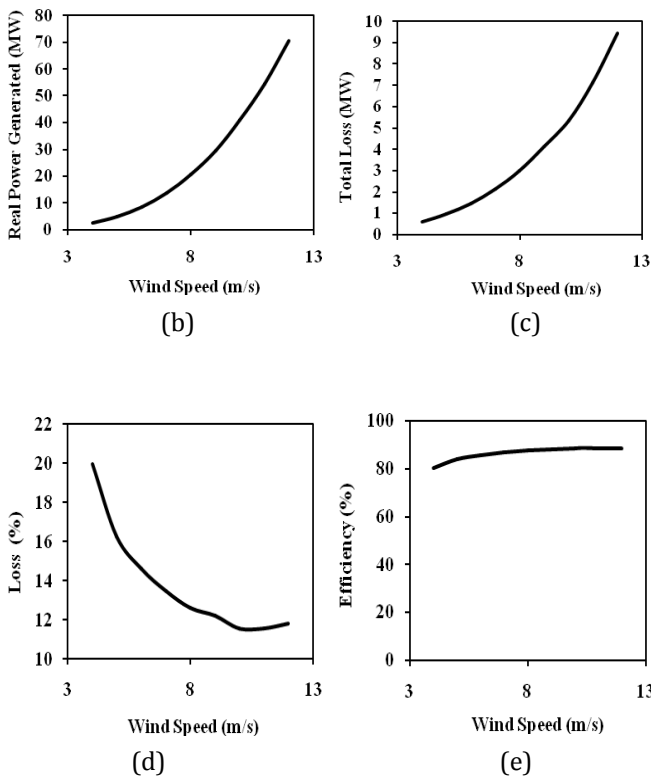 Real Power Generated (MW)
80
70
60
50
40
30
20
10
0
3 8 13
Wind Speed (m/s)
(b)
Total Loss (MW)
10
9
8
7
6
5
4
3
2
1
0
3 8 13
Wind Speed (m/s)
(c)
Loss (%)
22
20
18
16
14
12
10
3 8 13
Wind Speed (m/s)
(d)
Efficiency (%)
100
80
60
40
20
0
3 8 13
Wind Speed (m/s)
(e)